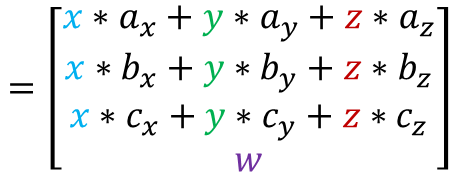 x * a_x + y * a_y + z * a_z
= x * b_x + y * b_y + z * b_z
x * c_x + y * c_y + z * c_z
w